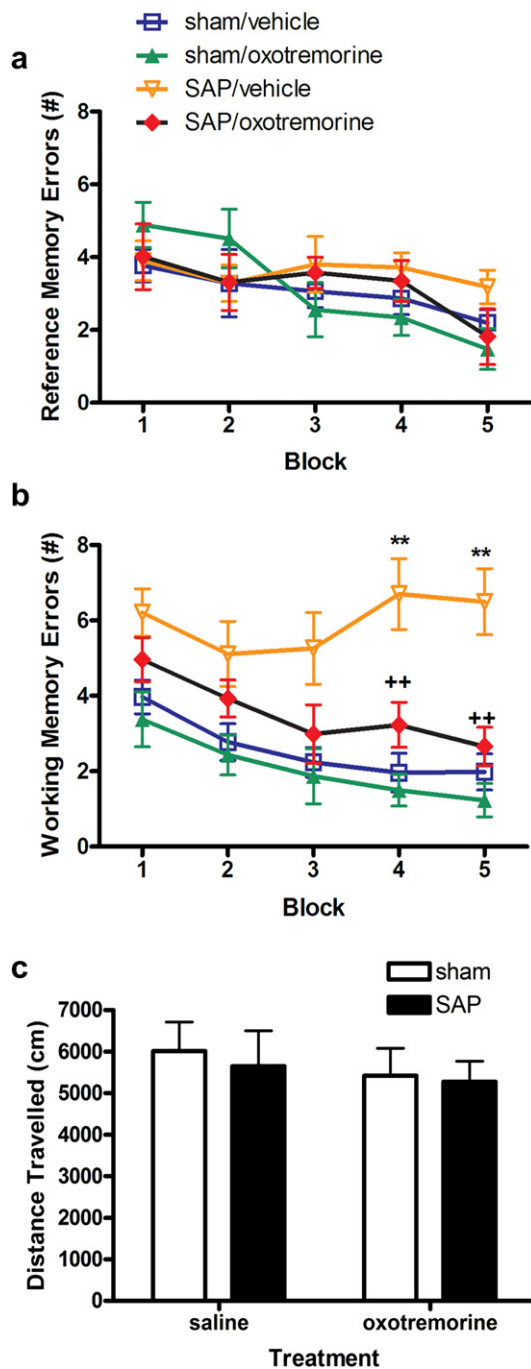 sham/vehicle
sham/oxotremorine
SAP/vehicle
SAP/oxotremorine
a
Reference Memory Errors (#)
8
6
4
2
0
1 2 3 4 5
Block
b
Working Memory Errors (#)
8
6
4
2
0
** **
++ ++
1 2 3 4 5
Block
c
sham
SAP
Distance Travelled (cm)
7000
6000
5000
4000
3000
2000
1000
0
saline oxotremorine
Treatment